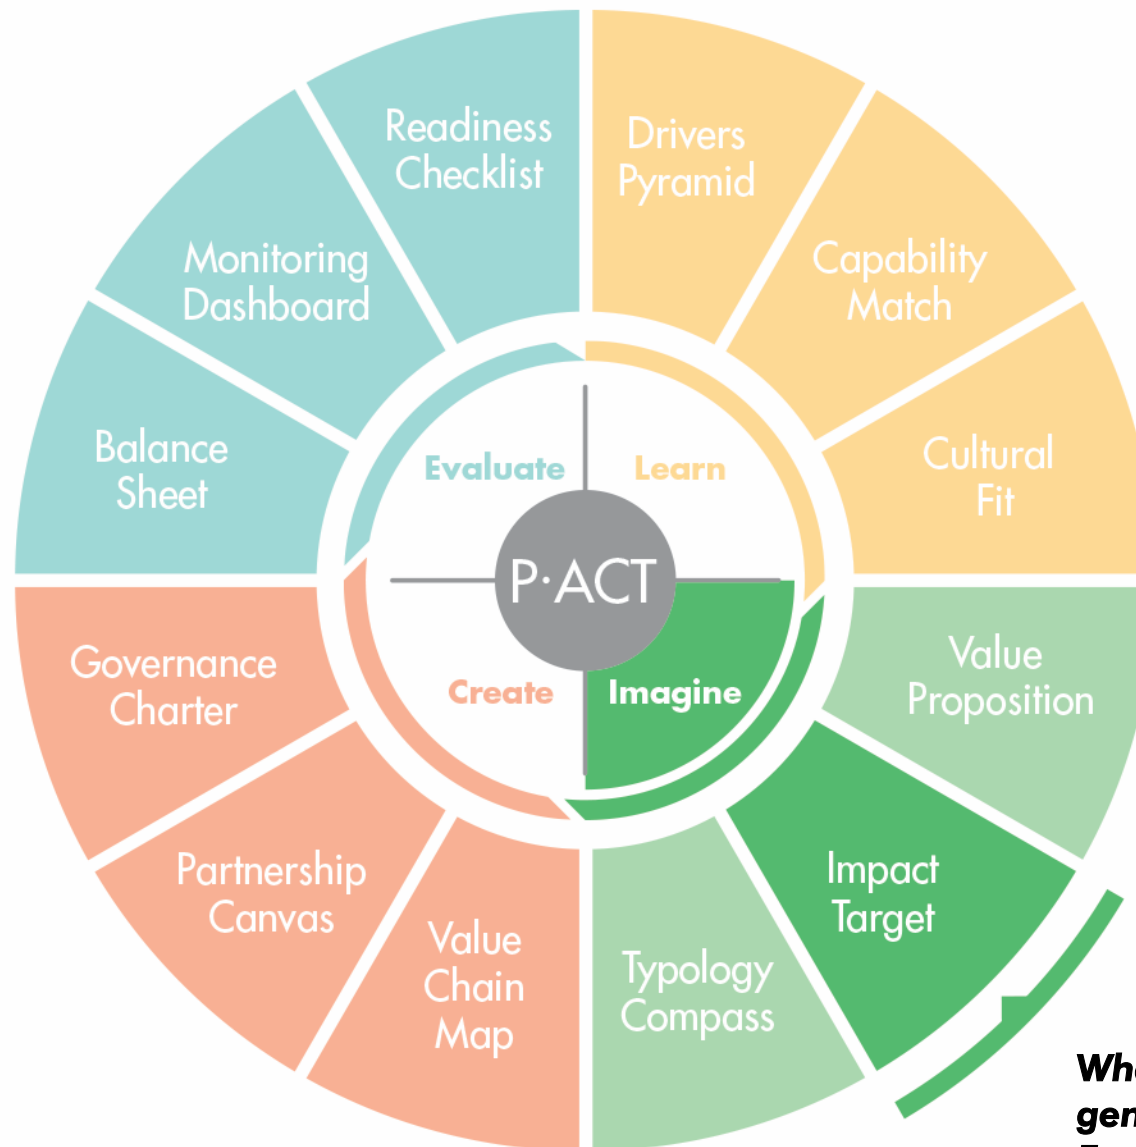 Readiness
Checklist
Drivers
Pyramid
Capability
Match
Cultural
Fit
Value
Proposition
Impact
Target
Typology
Compass
Value
Chain
Map
Partnership
Canvas
Governance
Charter
Balance
Sheet
Monitoring
Dashboard
Evaluate
Learn
P·ACT
Create
Imagine